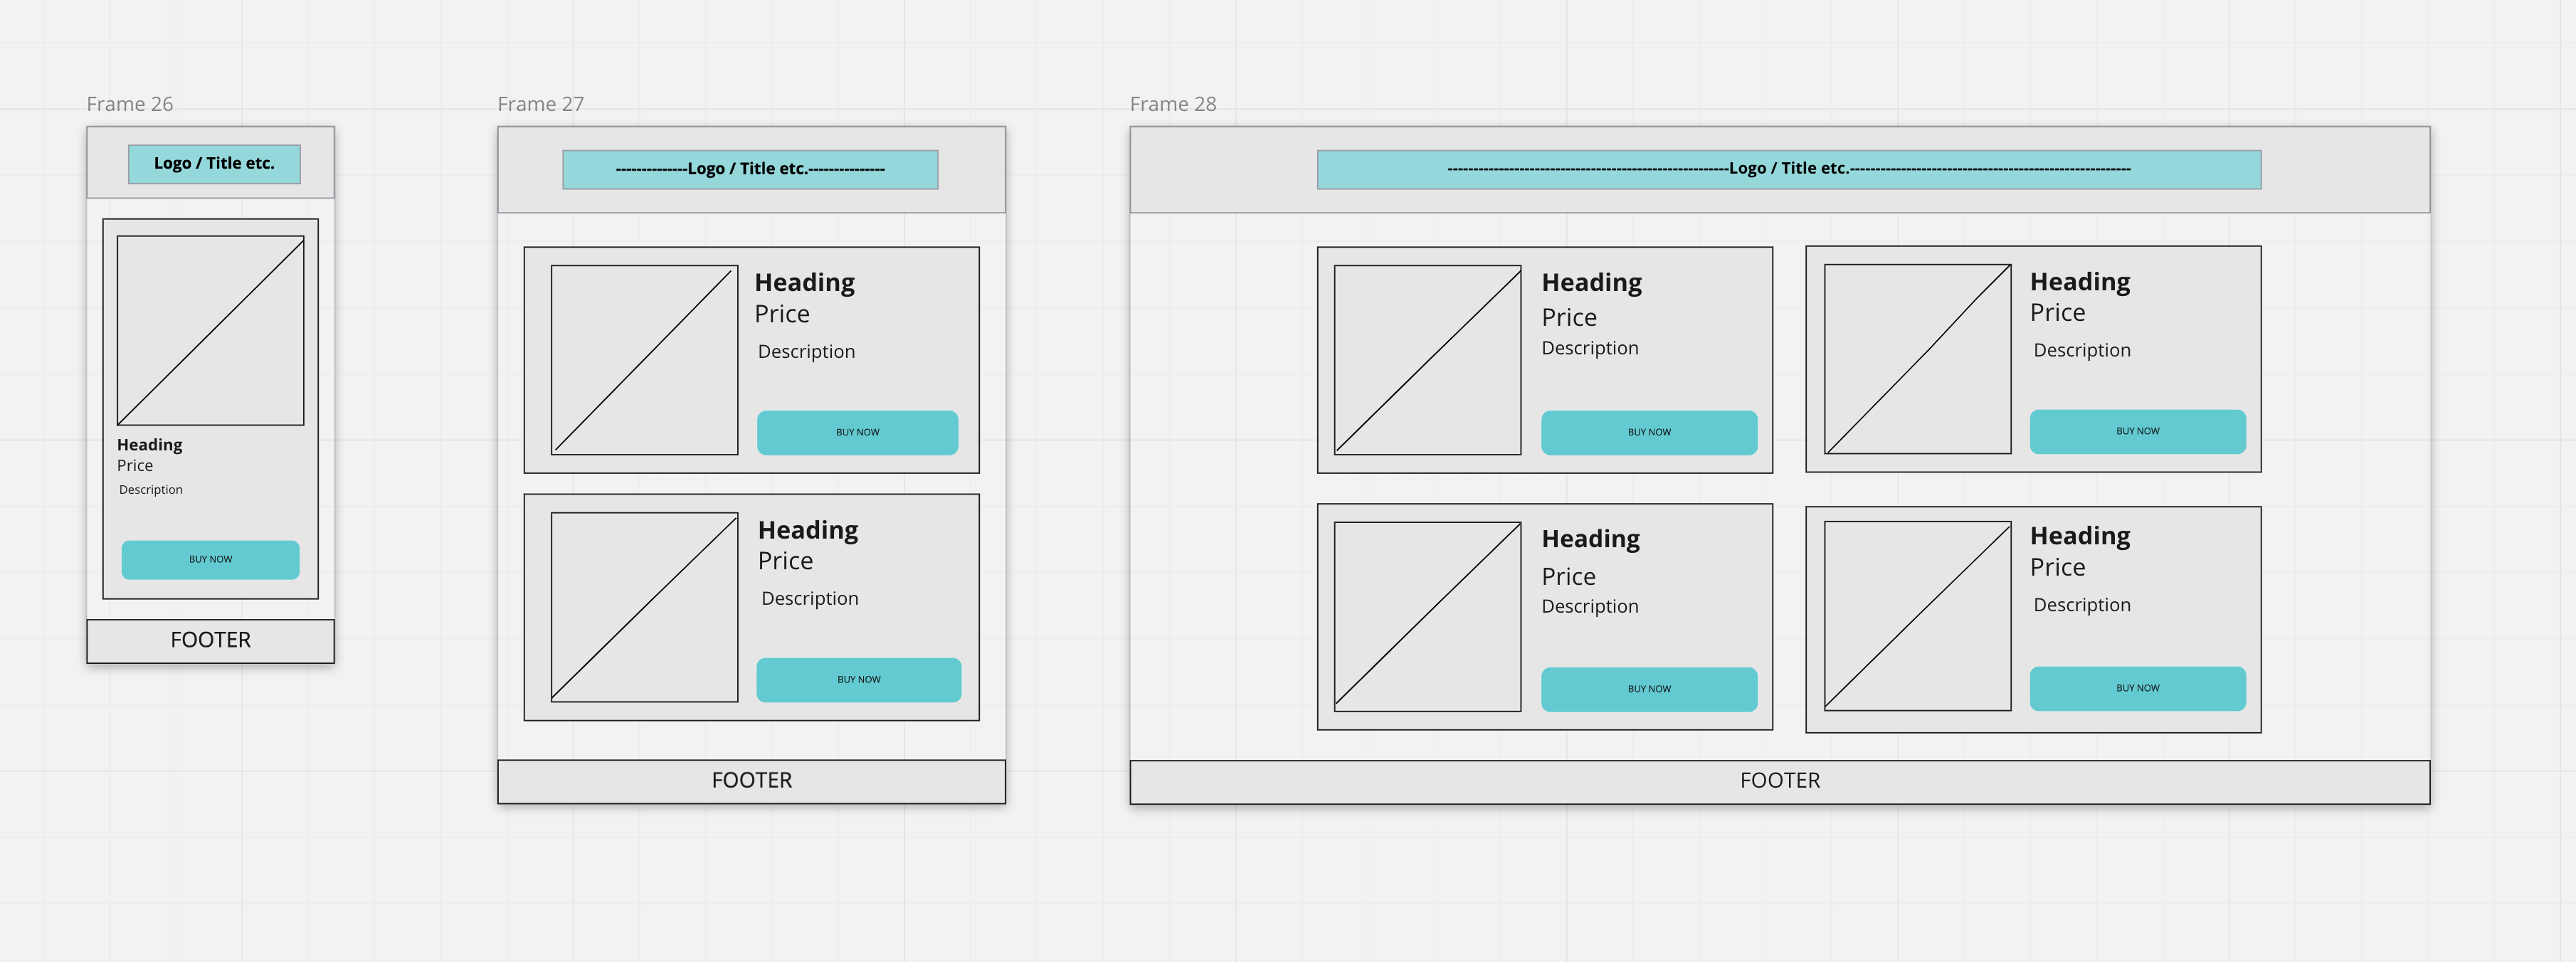 Frame 26
Logo / Title etc.
Heading
Price
Description
BUY NOW
FOOTER
Frame 27
--------------Logo / Title etc.---------------
Heading
Price
Description
BUY NOW
Heading
Price
Description
BUY NOW
FOOTER
Frame 28
-------------------------------------------------------Logo / Title etc.-------------------------------------------------------
Heading
Price
Description
BUY NOW
Heading
Price
Description
BUY NOW
Heading
Price
Description
BUY NOW
Heading
Price
Description
BUY NOW
FOOTER